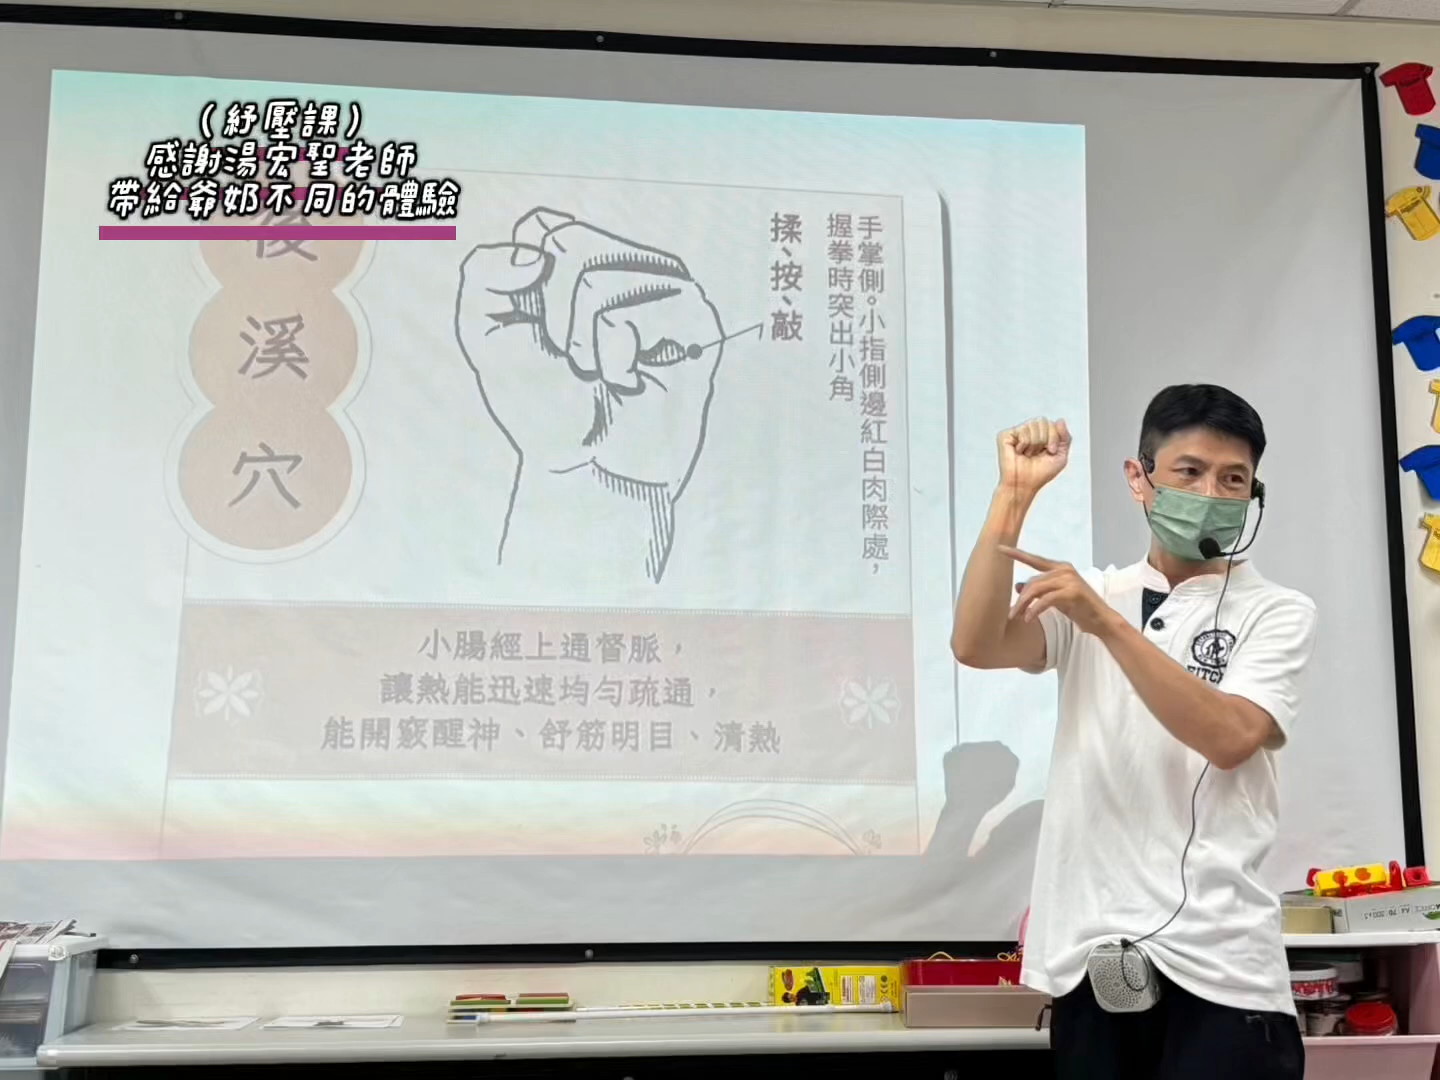 （紓壓課）
感謝湯宏聖老師
帶給爺奶不同的體驗
後溪穴
揉、按、敲
手掌側。小指側邊紅白肉際處，
握拳時突出小角
小腸經上通督脈，
讓熱能迅速均勻疏通，
能開竅醒神、舒筋明目、清熱